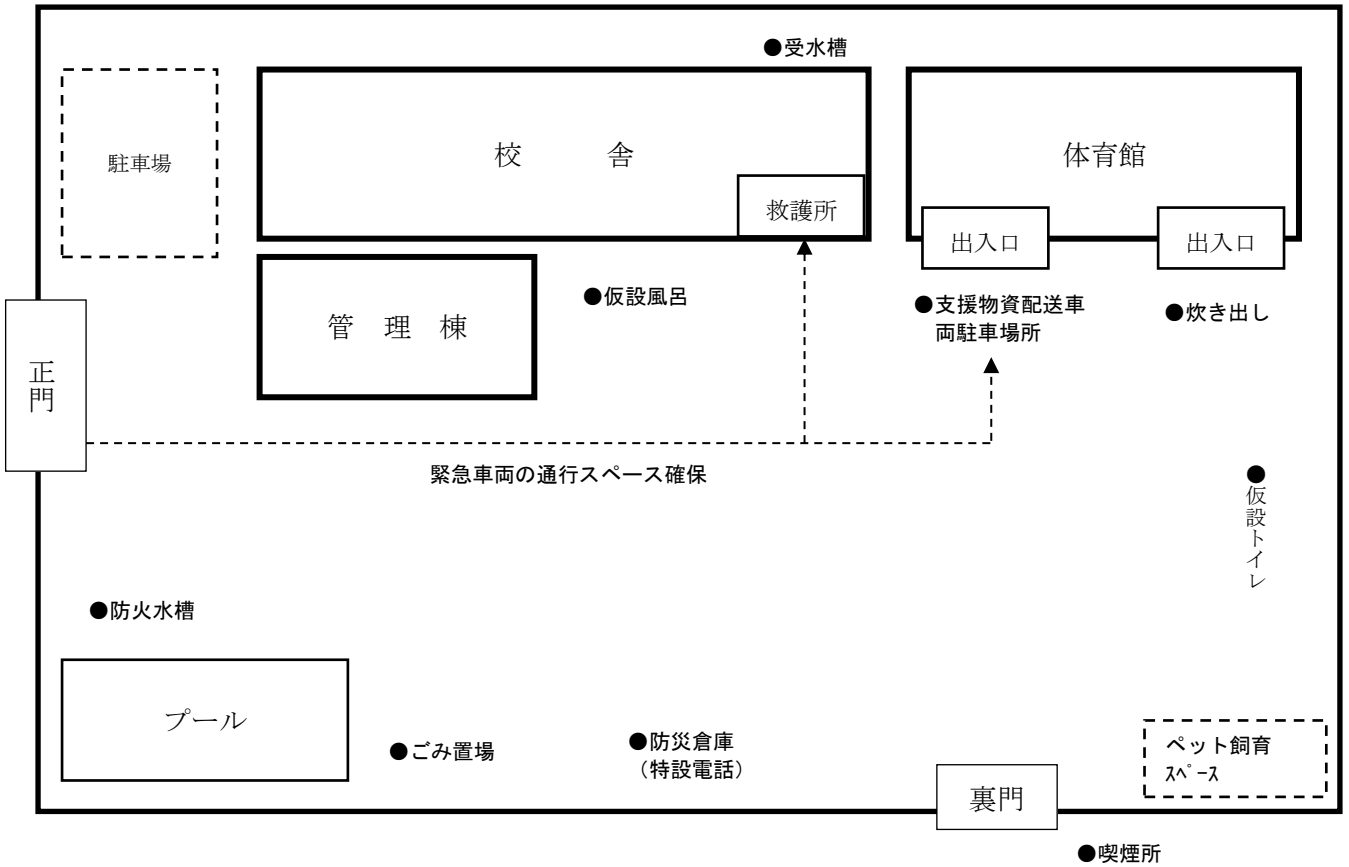 ●受水槽
駐車場
校　舎
体育館
救護所
出入口
出入口
管理棟
●仮設風呂
●支援物資配送車
両駐車場所
●炊き出し
正門
緊急車両の通行スペース確保
●仮設トイレ
●防火水槽
プール
●ごみ置場
●防災倉庫
（特設電話）
ペット飼育
ｽﾍﾟｰｽ
裏門
●喫煙所